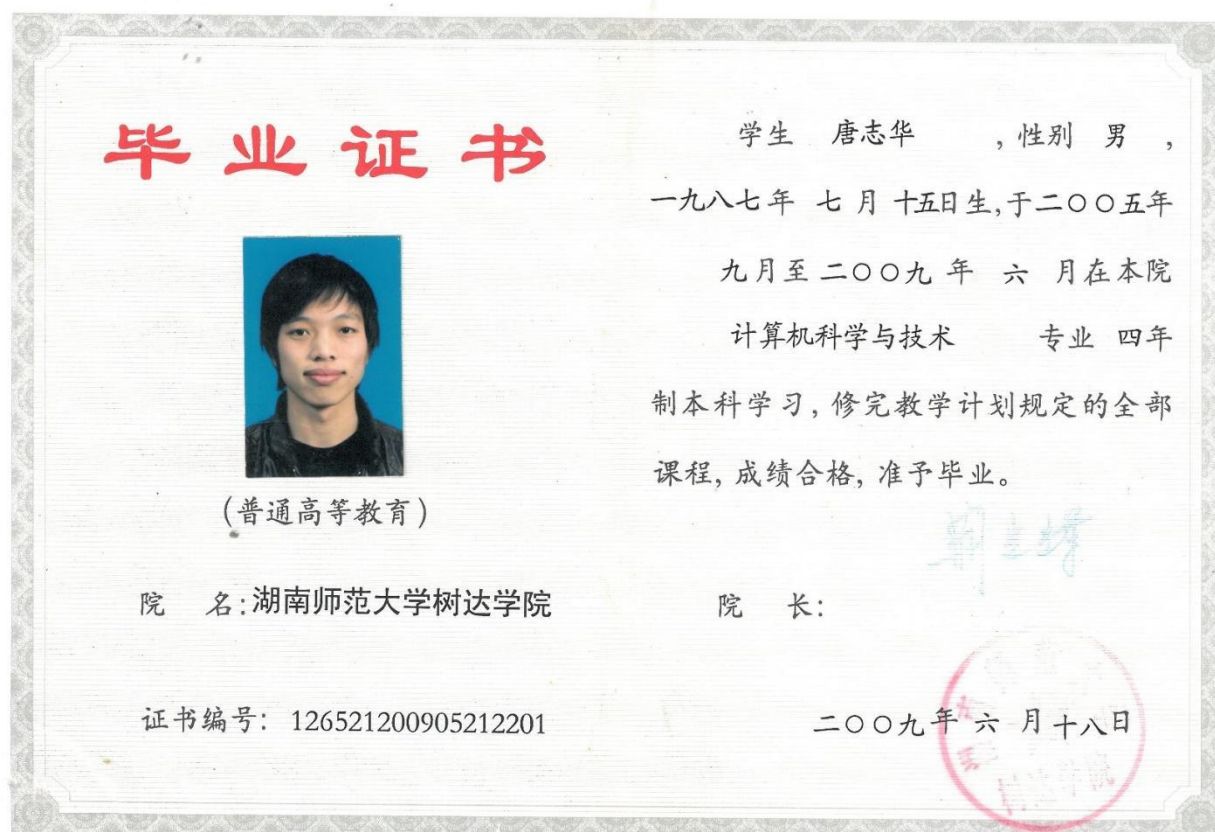 毕业证书
(普通高等教育)
院 名:湖南师范大学树达学院
证书编号: 126521200905212201
学生 唐志华 ,性别 男 ,
一九八七年 七 月 十五日生,于二〇〇五年
九月至二〇〇九 年 六 月在本院
计算机科学与技术 专业 四年
制本科学习,修完教学计划规定的全部
课程,成绩合格,准予毕业。
院 长:
二〇〇九年 六 月十八日